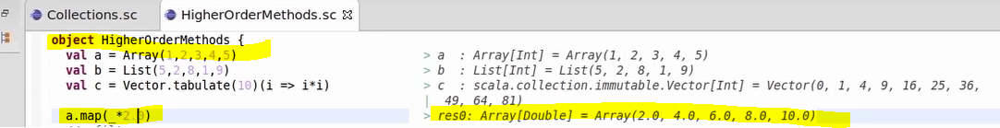 Collections.sc HigherOrderMethods.sc
object HigherOrderMethods {
val a = Array(1,2,3,4,5) > a : Array[Int] = Array(1, 2, 3, 4, 5)
val b = List(5,2,8,1,9) > b : List[Int] = List(5, 2, 8, 1, 9)
val c = Vector.tabulate(10)(i => i*i) > c : scala.collection.immutable.Vector[Int] = Vector(0, 1, 4, 9, 16, 25, 36,
| 49, 64, 81)
a.map(_*2.0) > res0: Array[Double] = Array(2.0, 4.0, 6.0, 8.0, 10.0)